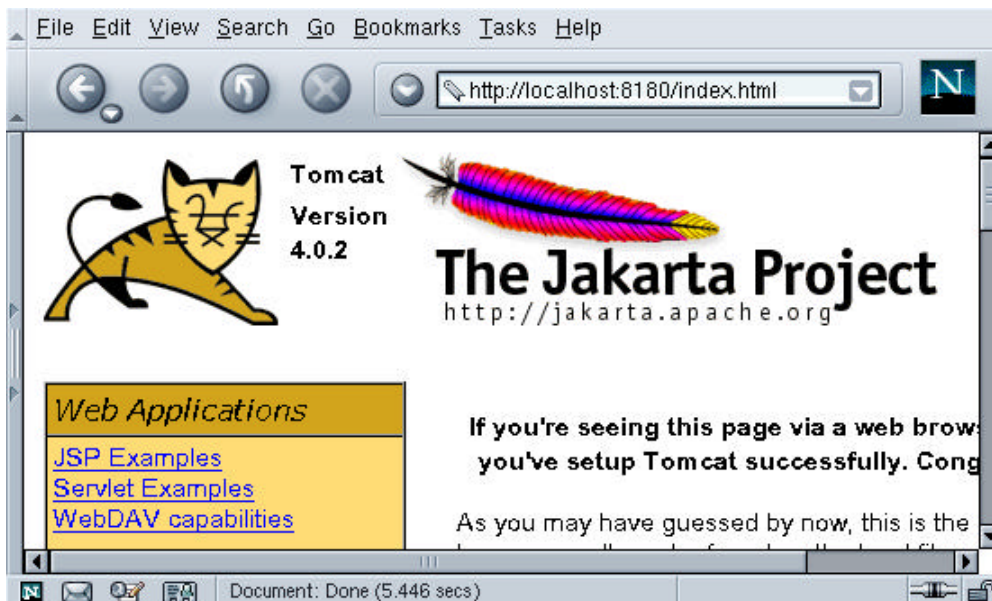 File Edit View Search Go Bookmarks Tasks Help
http://localhost:8180/index.html
N
Tomcat
Version
4.0.2
The Jakarta Project
http://jakarta.apache.org
Web Applications
JSP Examples
Servlet Examples
WebDAV capabilities
If you're seeing this page via a web brow
you've setup Tomcat successfully. Cong
As you may have guessed by now, this is the
N
Document: Done (5.446 secs)